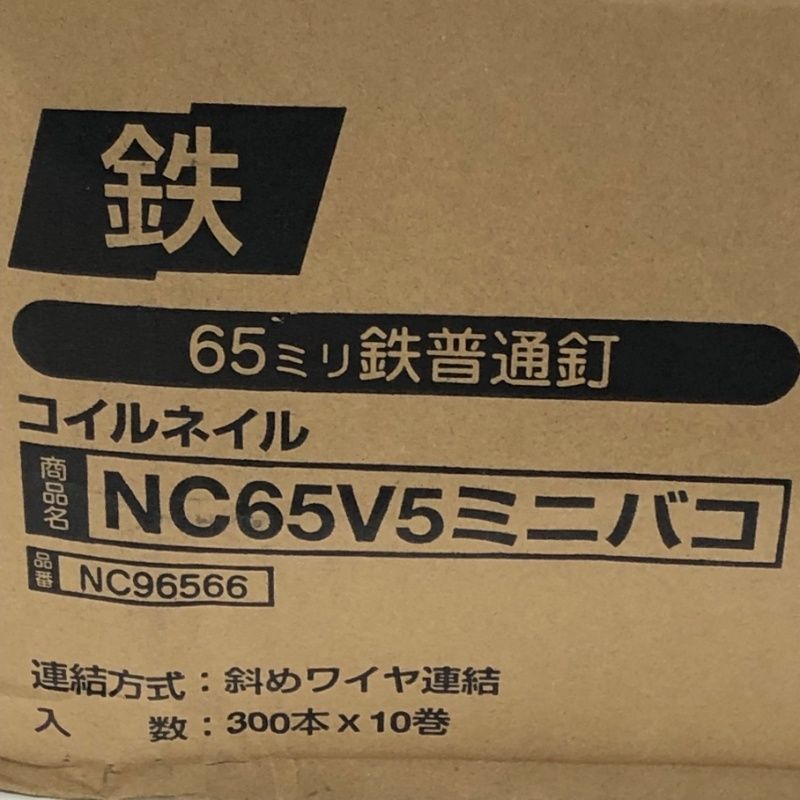 鉄
65ミリ鉄普通釘
コイルネイル
商品名 NC65V5ミニバコ
品番 NC96566
連結方式：斜めワイヤ連結
入 数：300本×10巻